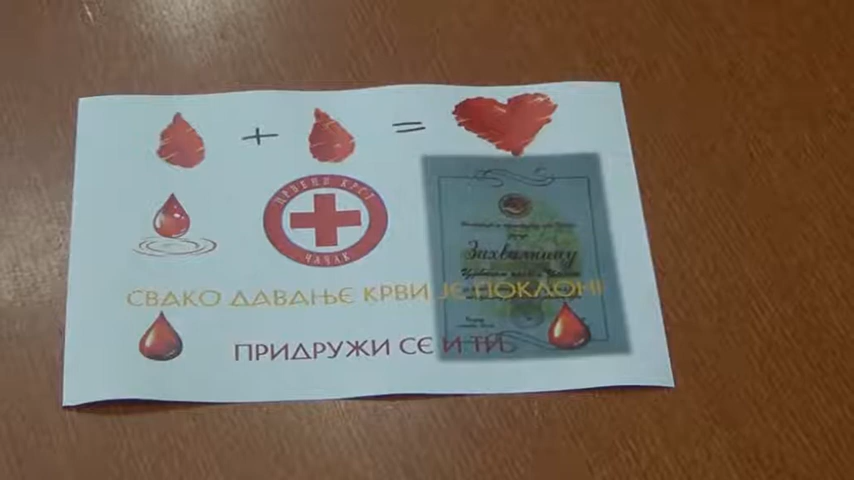 + =
ЦРВЕНИ КРСТ
ЧАЧАК
Захвалницу
СВАКО ДАВАЊЕ КРВИ ЈЕ ПОКЛОН!
ПРИДРУЖИ СЕ И ТИ